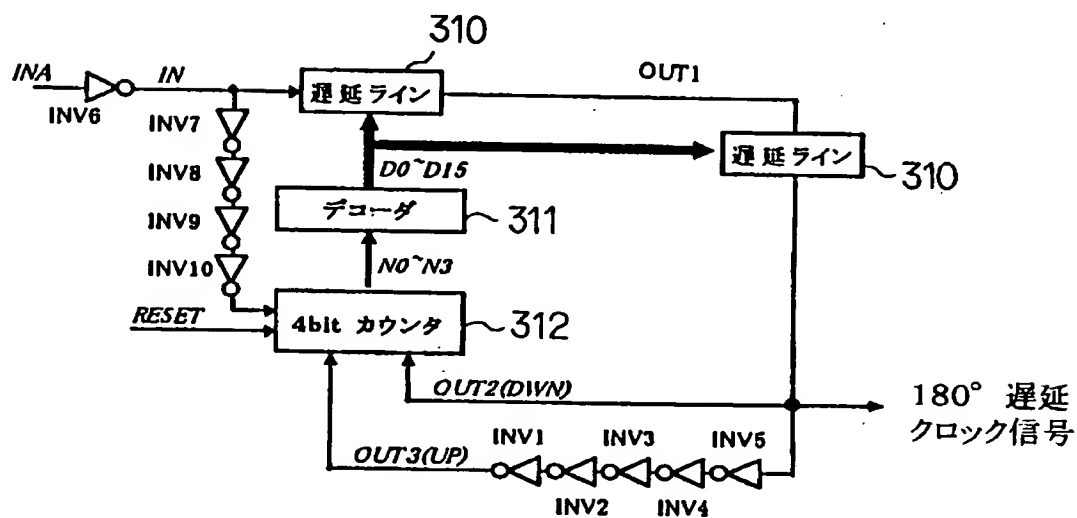 310
INA
IN
INV6
遅延ライン
OUT1
INV7
INV8
INV9
INV10
D0~D15
遅延ライン
310
デコーダ
311
N0~N3
RESET
4bit カウンタ
312
OUT2(DWN)
180° 遅延
クロック信号
OUT3(UP)
INV1
INV3
INV5
INV2
INV4